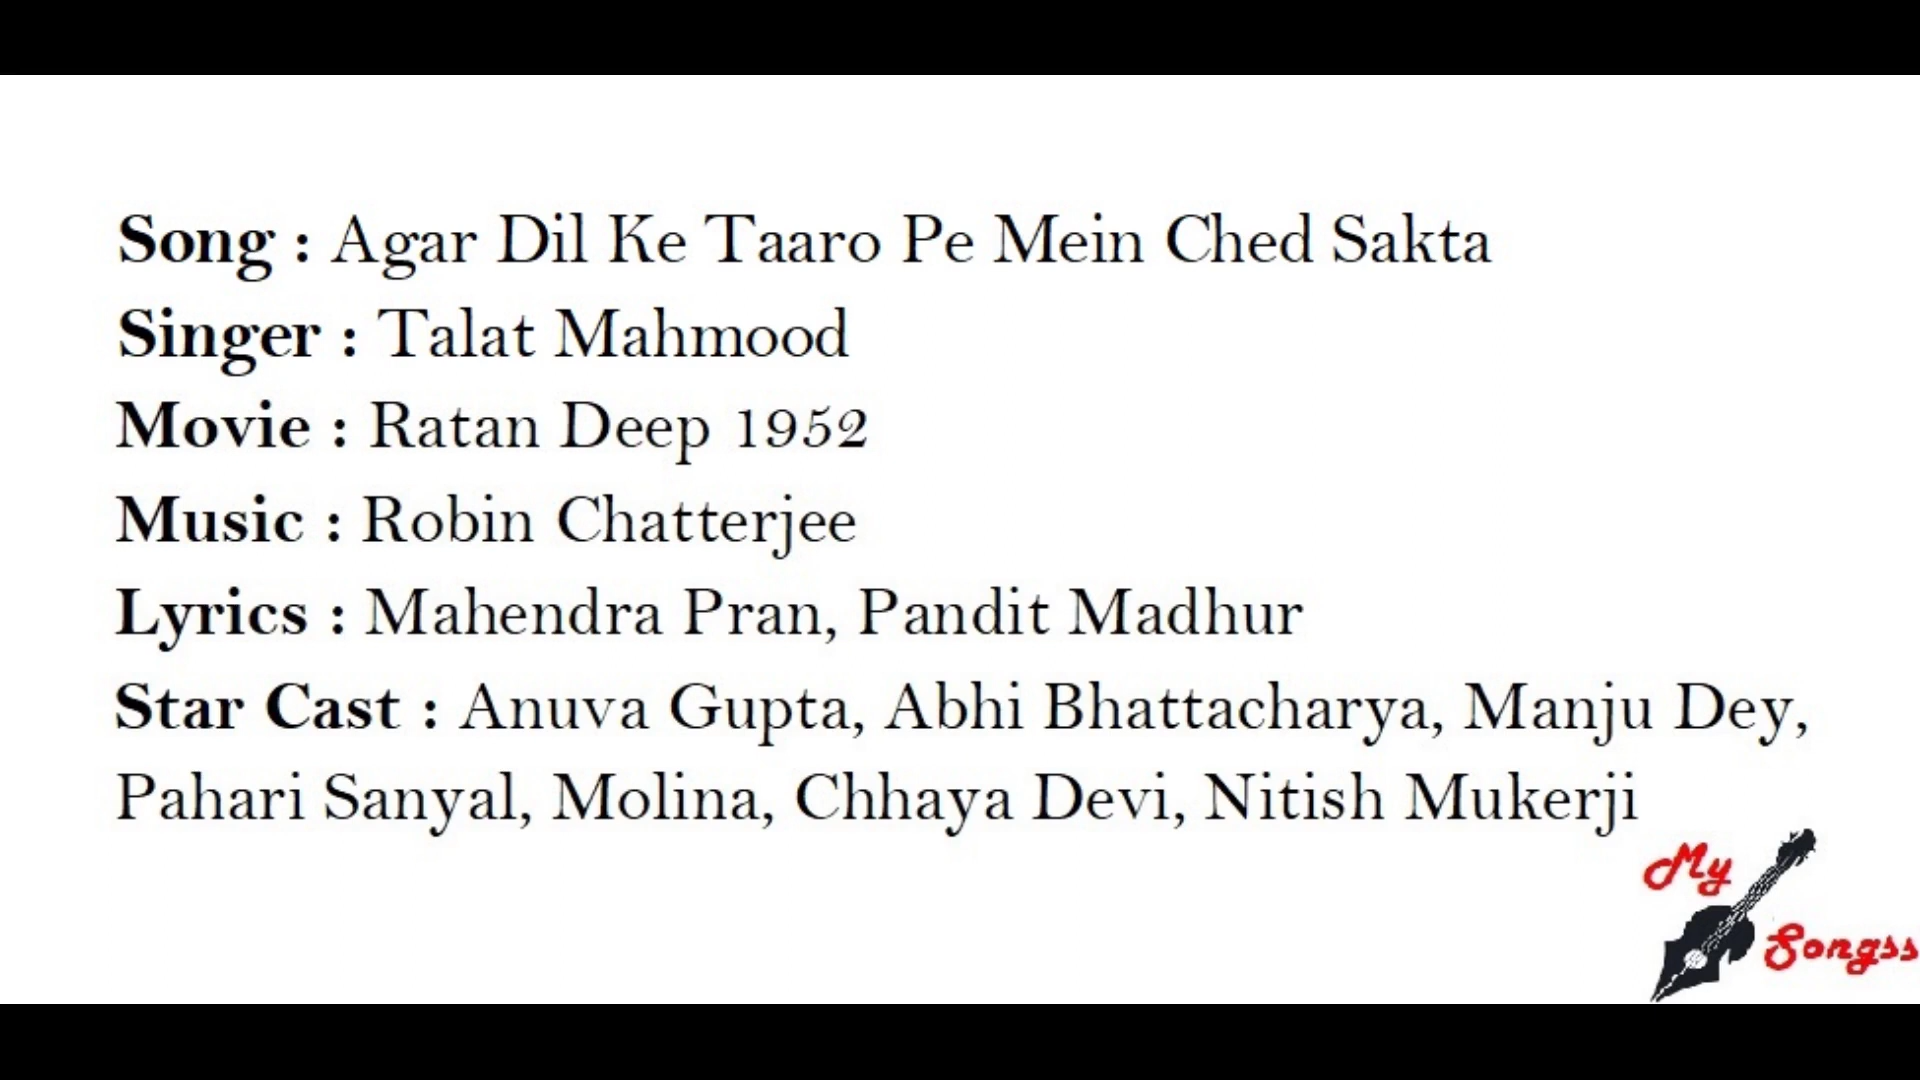 Song : Agar Dil Ke Taaro Pe Mein Ched Sakta
Singer : Talat Mahmood
Movie : Ratan Deep 1952
Music : Robin Chatterjee
Lyrics : Mahendra Pran, Pandit Madhur
Star Cast : Anuva Gupta, Abhi Bhattacharya, Manju Dey,
Pahari Sanyal, Molina, Chhaya Devi, Nitish Mukerji
My
Songss